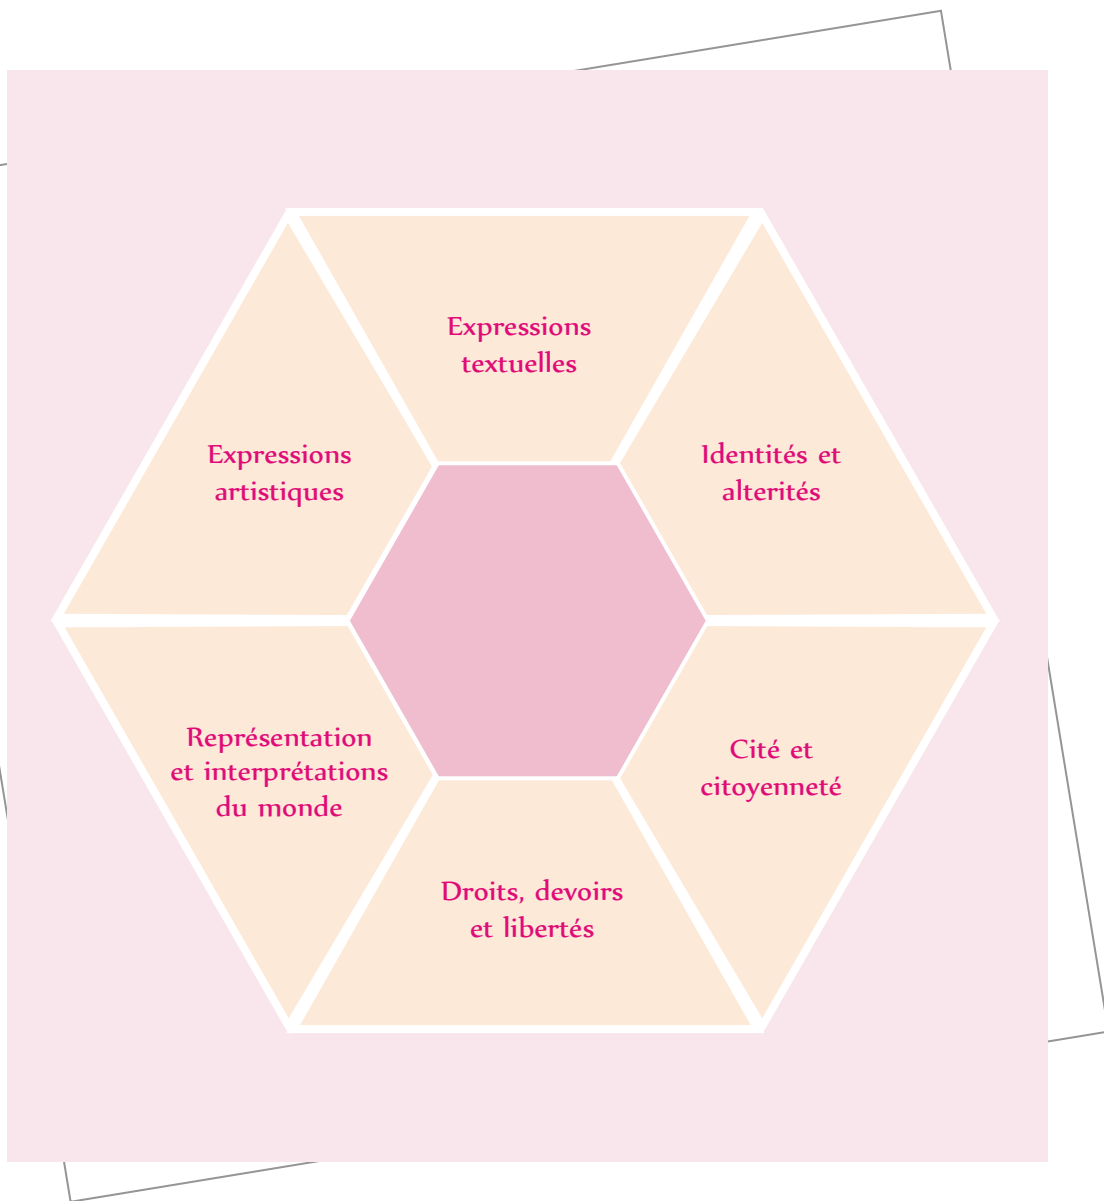 Expressions
textuelles
Expressions
artistiques
Identités et
alterités
Représentation
et interprétations
du monde
Cité et
citoyenneté
Droits, devoirs
et libertés